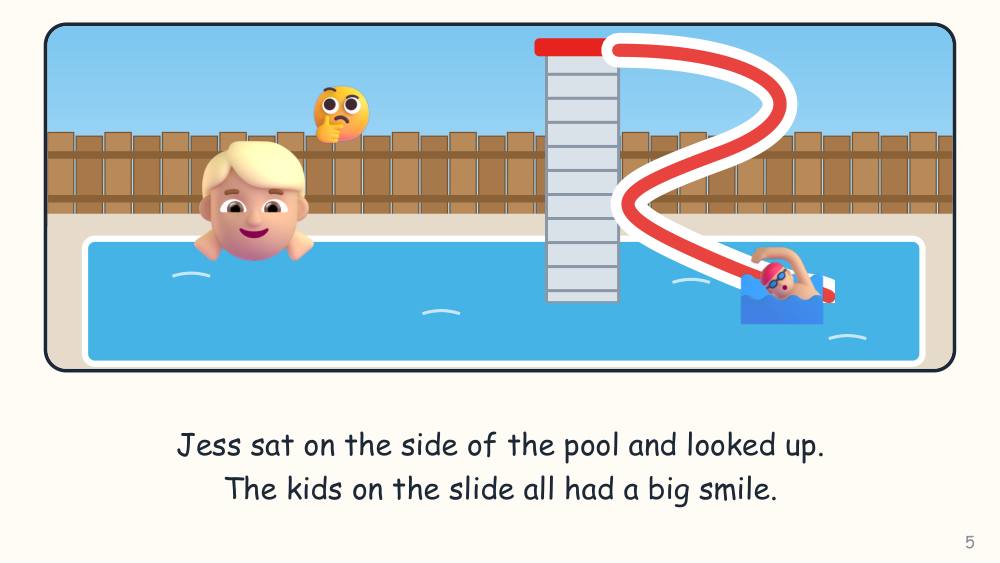 Jess sat on the side of the pool and looked up.
The kids on the slide all had a big smile.
5